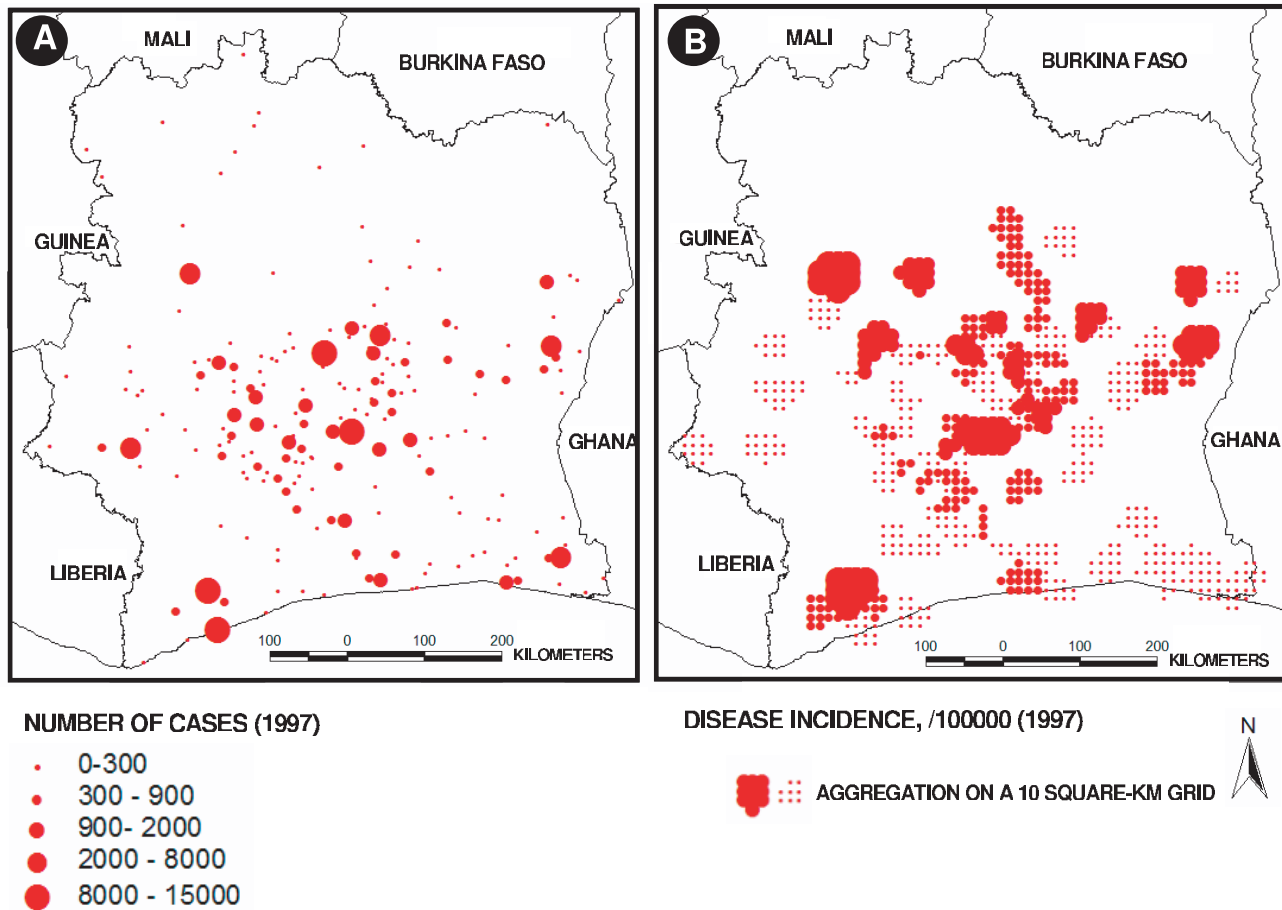 A
MALI
BURKINA FASO
GUINEA
GHANA
LIBERIA
100 0 100 200
KILOMETERS
B
MALI
BURKINA FASO
GUINEA
GHANA
LIBERIA
100 0 100 200
KILOMETERS
NUMBER OF CASES (1997)
0-300
300 - 900
900- 2000
2000 - 8000
8000 - 15000
DISEASE INCIDENCE, /100000 (1997)
AGGREGATION ON A 10 SQUARE-KM GRID
N